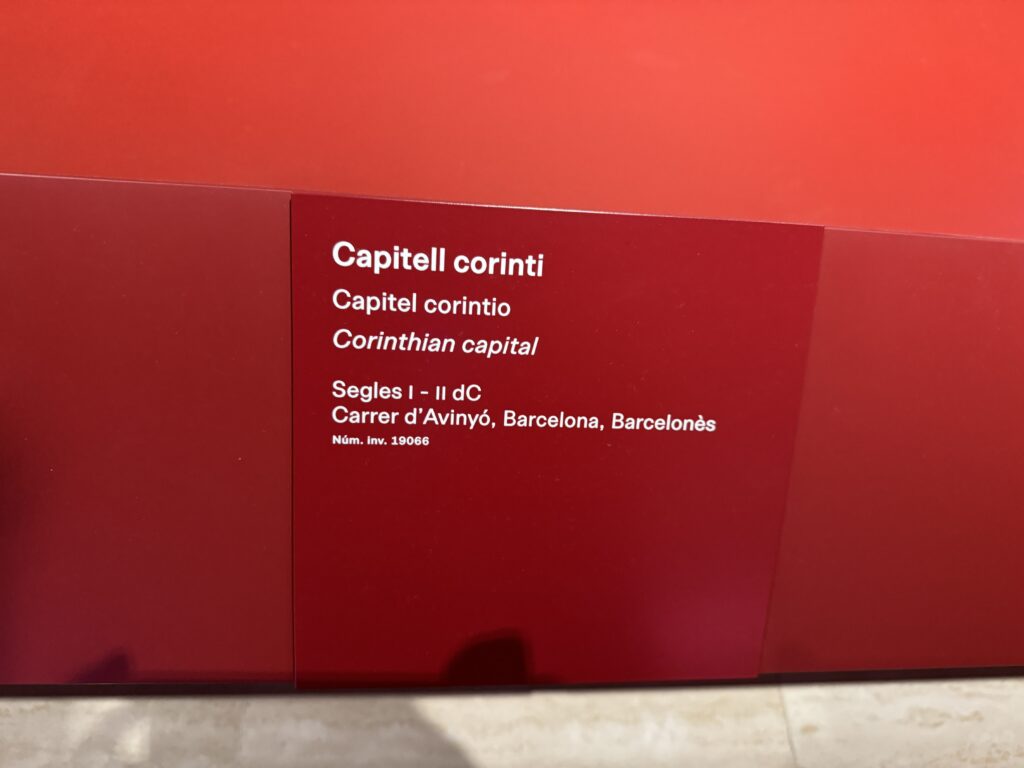 Capitell corinti
Capitel corintio
Corinthian capital
Segles I - II dC
Carrer d'Avinyó, Barcelona, Barcelonès
Núm. inv. 19066